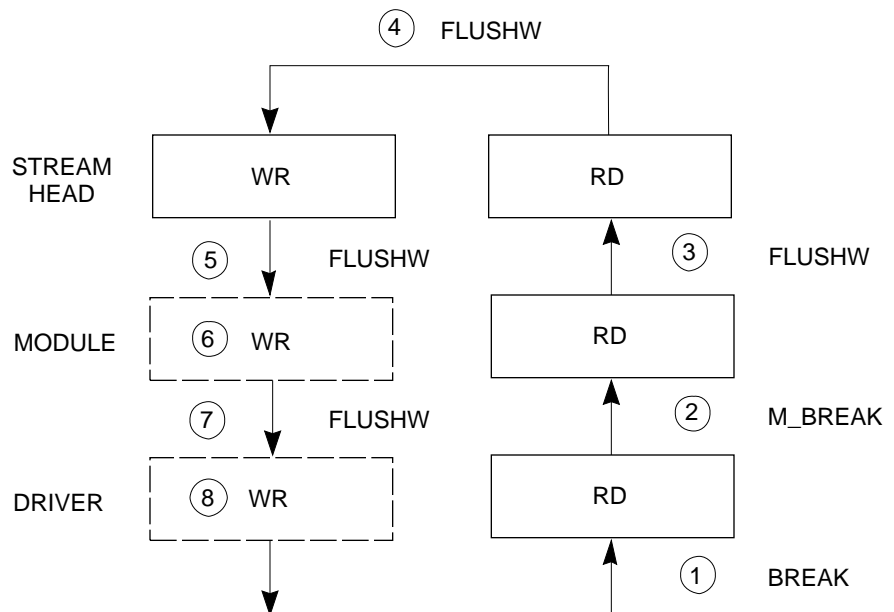 4 FLUSHW
STREAM
HEAD
WR
RD
5 FLUSHW
3 FLUSHW
MODULE
6 WR
RD
7 FLUSHW
2 M_BREAK
DRIVER
8 WR
RD
1 BREAK